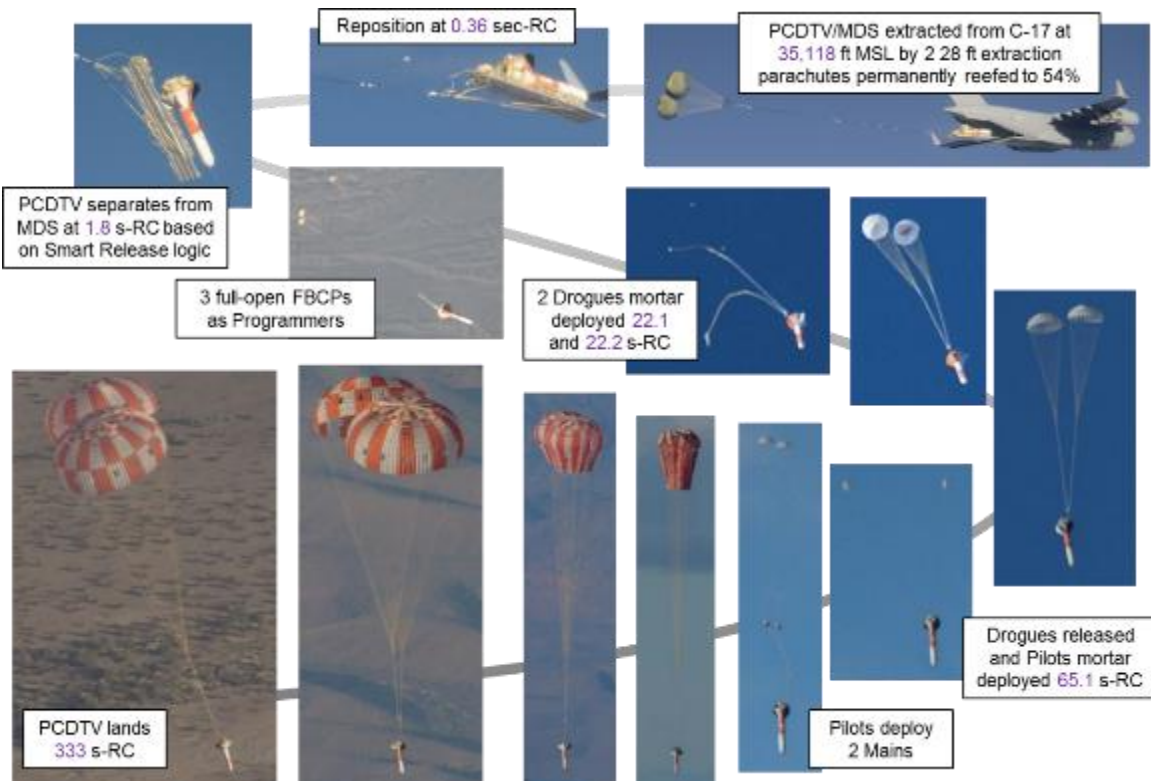 Reposition at 0.36 sec-RC
PCDTV/MDS extracted from C-17 at
35,118 ft MSL by 2 28 ft extraction
parachutes permanently reefed to 54%
PCDTV separates from
MDS at 1.8 s-RC based
on Smart Release logic
3 full-open FBCPs
as Programmers
2 Drogues mortar
deployed 22.1
and 22.2 s-RC
Drogues released
and Pilots mortar
deployed 65.1 s-RC
Pilots deploy
2 Mains
PCDTV lands
333 s-RC